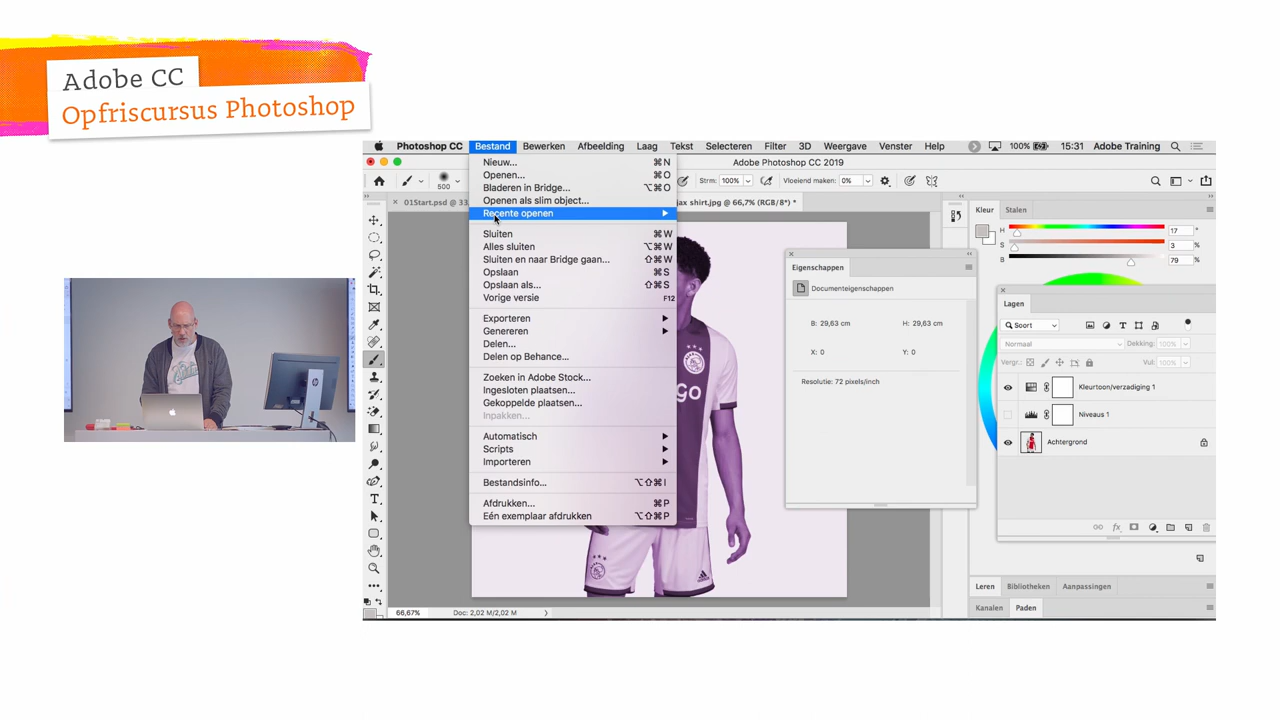 Adobe CC
Opfriscursus Photoshop
Photoshop CC Bestand Bewerken Afbeelding Laag Tekst Selecteren Filter 3D Weergave Venster Help 100% 15:31 Adobe Training
Adobe Photoshop CC 2019
500 Strm: 100% Vloeiend maken: 0%
01Start.psd @ 33, jax shirt.jpg @ 66,7% (RGB/8*) *
Nieuw... ⌘N
Openen... ⌘O
Bladeren in Bridge... ⌥⌘O
Openen als slim object...
Recente openen
Sluiten ⌘W
Alles sluiten ⌥⌘W
Sluiten en naar Bridge gaan... ⇧⌘W
Opslaan ⌘S
Opslaan als... ⇧⌘S
Vorige versie F12
Exporteren
Genereren
Delen...
Delen op Behance...
Zoeken in Adobe Stock...
Ingesloten plaatsen...
Gekoppelde plaatsen...
Inpakken...
Automatisch
Scripts
Importeren
Bestandsinfo... ⌥⇧⌘I
Afdrukken... ⌘P
Eén exemplaar afdrukken ⌥⇧⌘P
go
adidas
66,67% Doc: 2,02 M/2,02 M
Eigenschappen
Documenteigenschappen
B: 29,63 cm H: 29,63 cm
X: 0 Y: 0
Resolutie: 72 pixels/inch
Kleur Stalen
H 17 °
S 3 %
B 79 %
Lagen
Soort
Normaal Dekking: 100%
Vergr.: Vul: 100%
Kleurtoon/verzadiging 1
Niveaus 1
Achtergrond
Leren Bibliotheken Aanpassingen
Kanalen Paden
hp